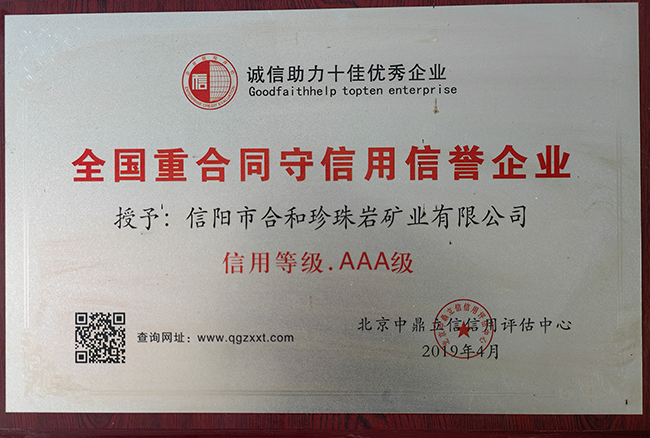 信
诚信助力十佳优秀企业
Goodfaithhelp topten enterprise
全国重合同守信用信誉企业
授予：信阳市合和珍珠岩矿业有限公司
信用等级.AAA级
查询网址：www.qgzxxt.com
北京中鼎立信信用评估中心
2019年4月